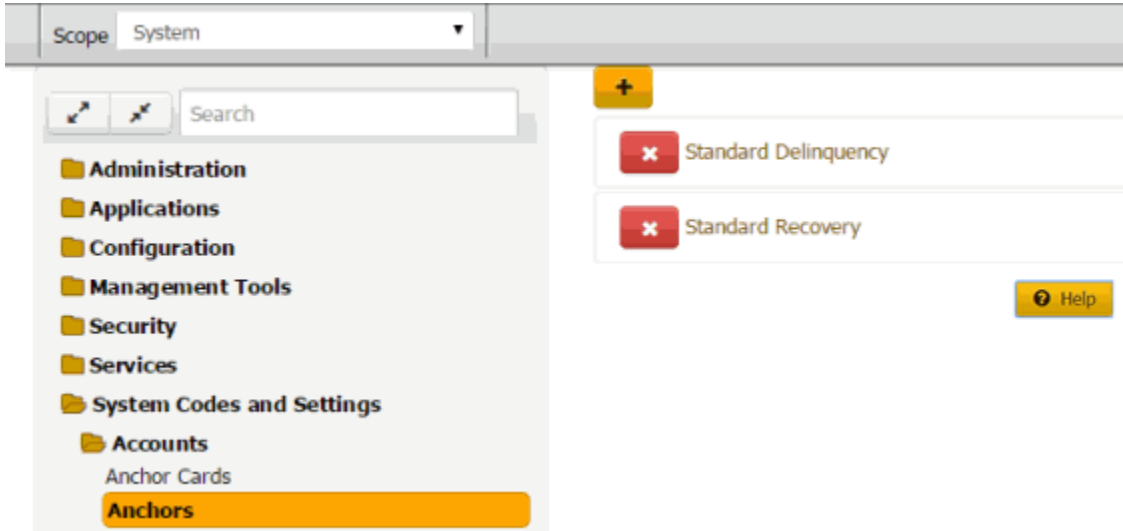 Scope System
Search
Administration
Applications
Configuration
Management Tools
Security
Services
System Codes and Settings
Accounts
Anchor Cards
Anchors
Standard Delinquency
Standard Recovery
Help